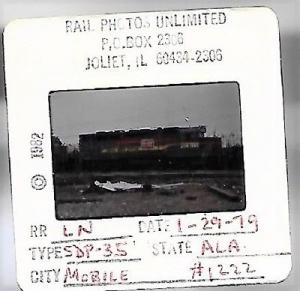 RAIL PHOTOS UNLIMITED
P.O.BOX 2306
JOLIET, IL 60434-2306
© 1982
RR LN DATE 1-29-79
TYPE SDP-35 STATE ALA.
CITY MOBILE #1222